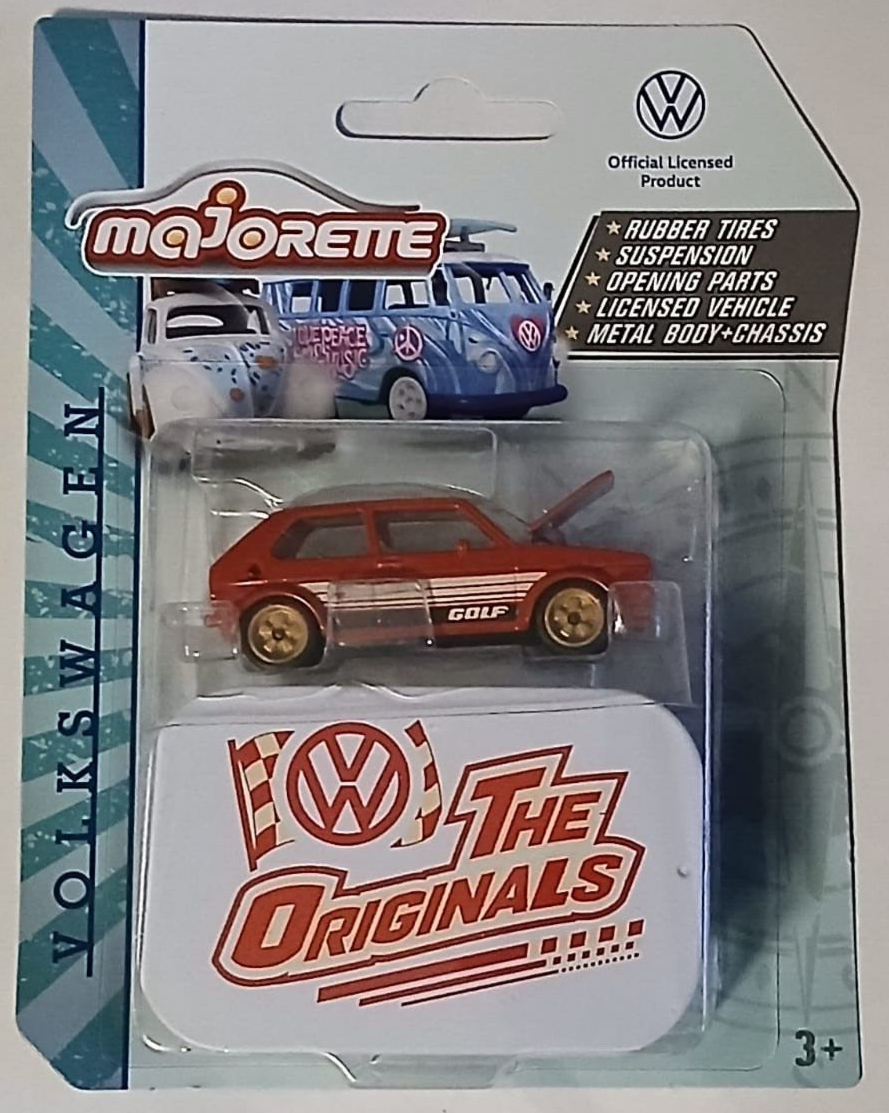 Official Licensed
Product
MAJORETTE
★ RUBBER TIRES
★ SUSPENSION
★ OPENING PARTS
★ LICENSED VEHICLE
★ METAL BODY+CHASSIS
VOLKSWAGEN
GOLF
THE
ORIGINALS
3+